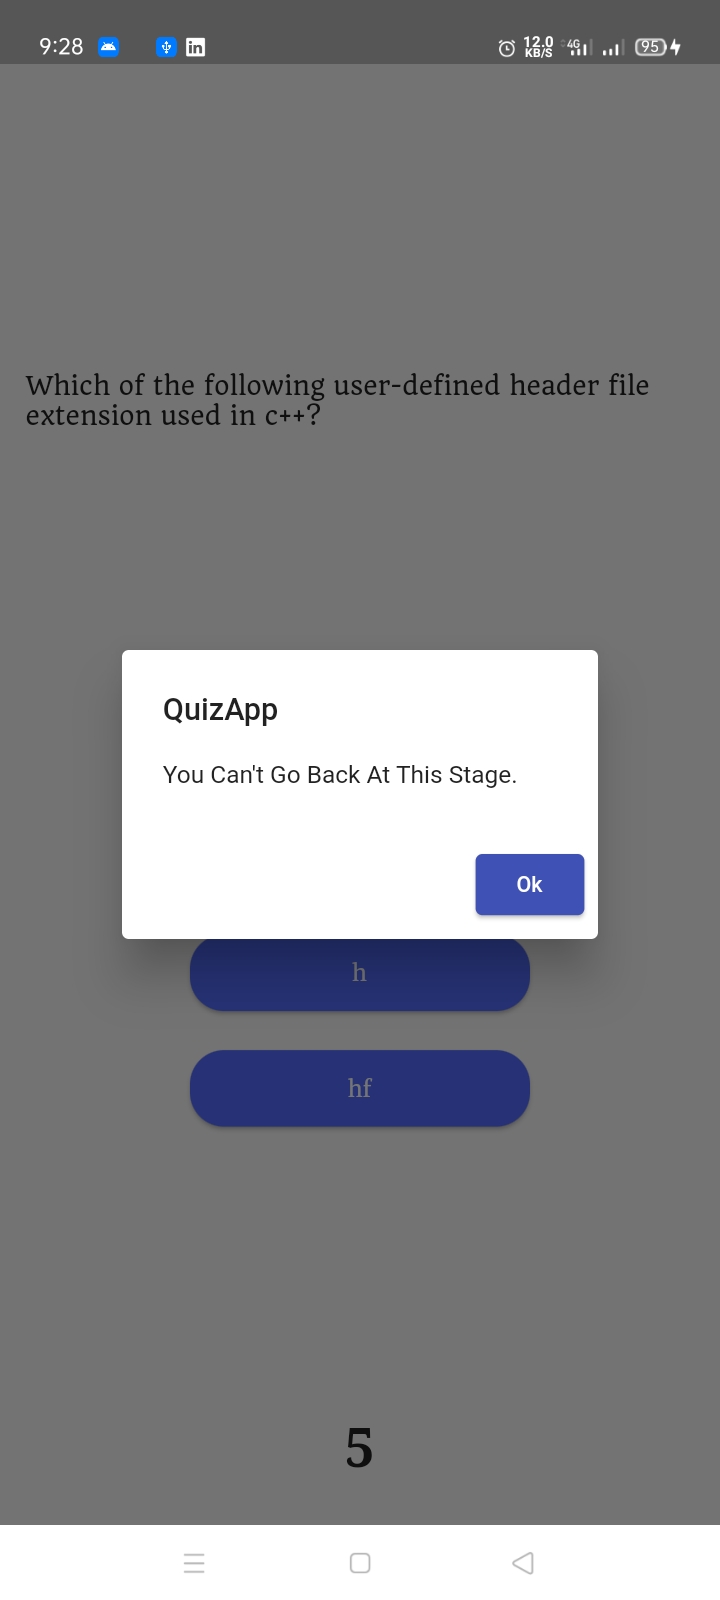 9:28
in
12.0
KB/S
4G
95
Which of the following user-defined header file
extension used in c++?
QuizApp
You Can't Go Back At This Stage.
Ok
h
hf
5